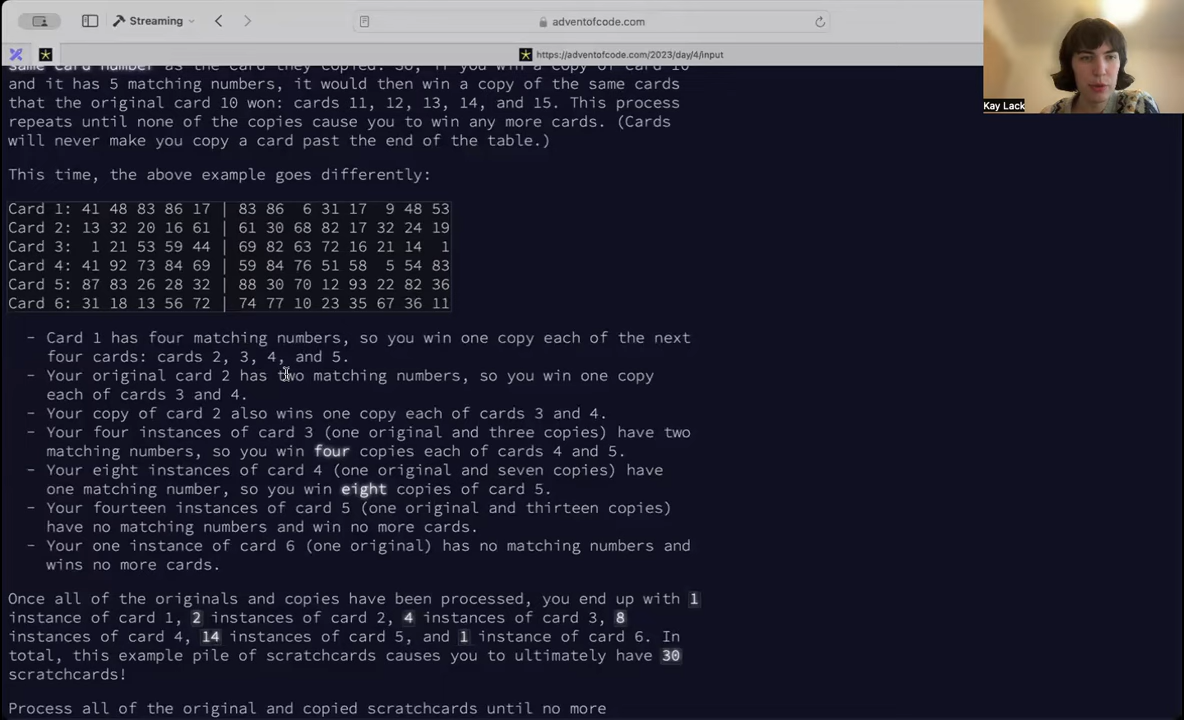 Streaming
adventofcode.com
https://adventofcode.com/2023/day/4/input
Kay Lack
same card number as the card they copied. So, if you win a copy of card 10
and it has 5 matching numbers, it would then win a copy of the same cards
that the original card 10 won: cards 11, 12, 13, 14, and 15. This process
repeats until none of the copies cause you to win any more cards. (Cards
will never make you copy a card past the end of the table.)
This time, the above example goes differently:
Card 1: 41 48 83 86 17 | 83 86  6 31 17  9 48 53
Card 2: 13 32 20 16 61 | 61 30 68 82 17 32 24 19
Card 3:  1 21 53 59 44 | 69 82 63 72 16 21 14  1
Card 4: 41 92 73 84 69 | 59 84 76 51 58  5 54 83
Card 5: 87 83 26 28 32 | 88 30 70 12 93 22 82 36
Card 6: 31 18 13 56 72 | 74 77 10 23 35 67 36 11
- Card 1 has four matching numbers, so you win one copy each of the next
four cards: cards 2, 3, 4, and 5.
- Your original card 2 has two matching numbers, so you win one copy
each of cards 3 and 4.
- Your copy of card 2 also wins one copy each of cards 3 and 4.
- Your four instances of card 3 (one original and three copies) have two
matching numbers, so you win four copies each of cards 4 and 5.
- Your eight instances of card 4 (one original and seven copies) have
one matching number, so you win eight copies of card 5.
- Your fourteen instances of card 5 (one original and thirteen copies)
have no matching numbers and win no more cards.
- Your one instance of card 6 (one original) has no matching numbers and
wins no more cards.
Once all of the originals and copies have been processed, you end up with 1
instance of card 1, 2 instances of card 2, 4 instances of card 3, 8
instances of card 4, 14 instances of card 5, and 1 instance of card 6. In
total, this example pile of scratchcards causes you to ultimately have 30
scratchcards!
Process all of the original and copied scratchcards until no more